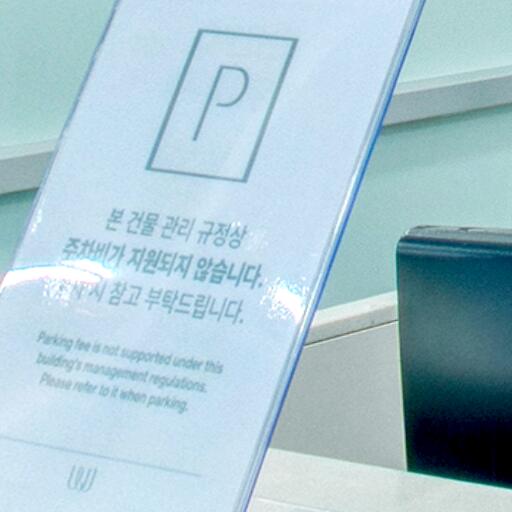 P
본 건물 관리 규정상
주차비가 지원되지 않습니다.
시 참고 부탁드립니다.
Parking fee is not supported under this
building's management regulations.
Please refer to it when parking.